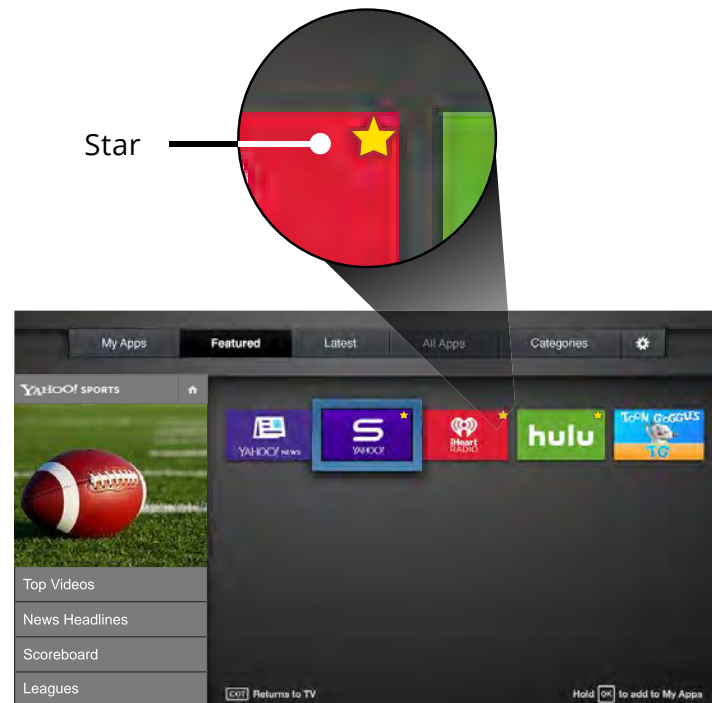 Star
My Apps
Featured
Latest
All Apps
Categories
YAHOO! SPORTS
YAHOO! NEWS
S
YAHOO!
iHeart
RADIO
hulu
TOON GOGGLES
TG
Top Videos
News Headlines
Scoreboard
Leagues
EXIT Returns to TV
Hold OK to add to My Apps